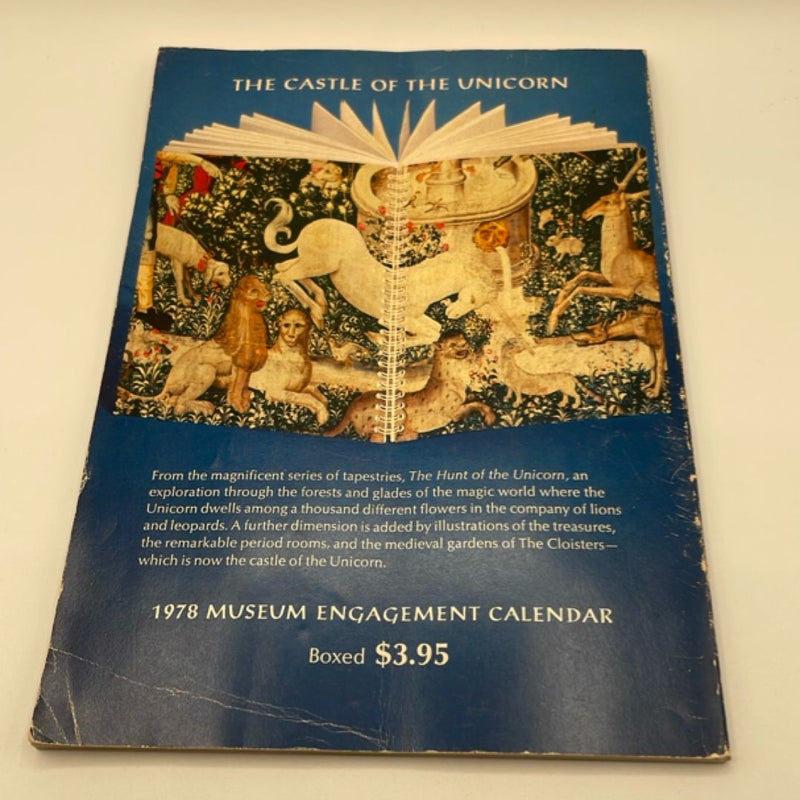 THE CASTLE OF THE UNICORN
From the magnificent series of tapestries, The Hunt of the Unicorn, an
exploration through the forests and glades of the magic world where the
Unicorn dwells among a thousand different flowers in the company of lions
and leopards. A further dimension is added by illustrations of the treasures,
the remarkable period rooms, and the medieval gardens of The Cloisters—
which is now the castle of the Unicorn.
1978 MUSEUM ENGAGEMENT CALENDAR
Boxed $3.95